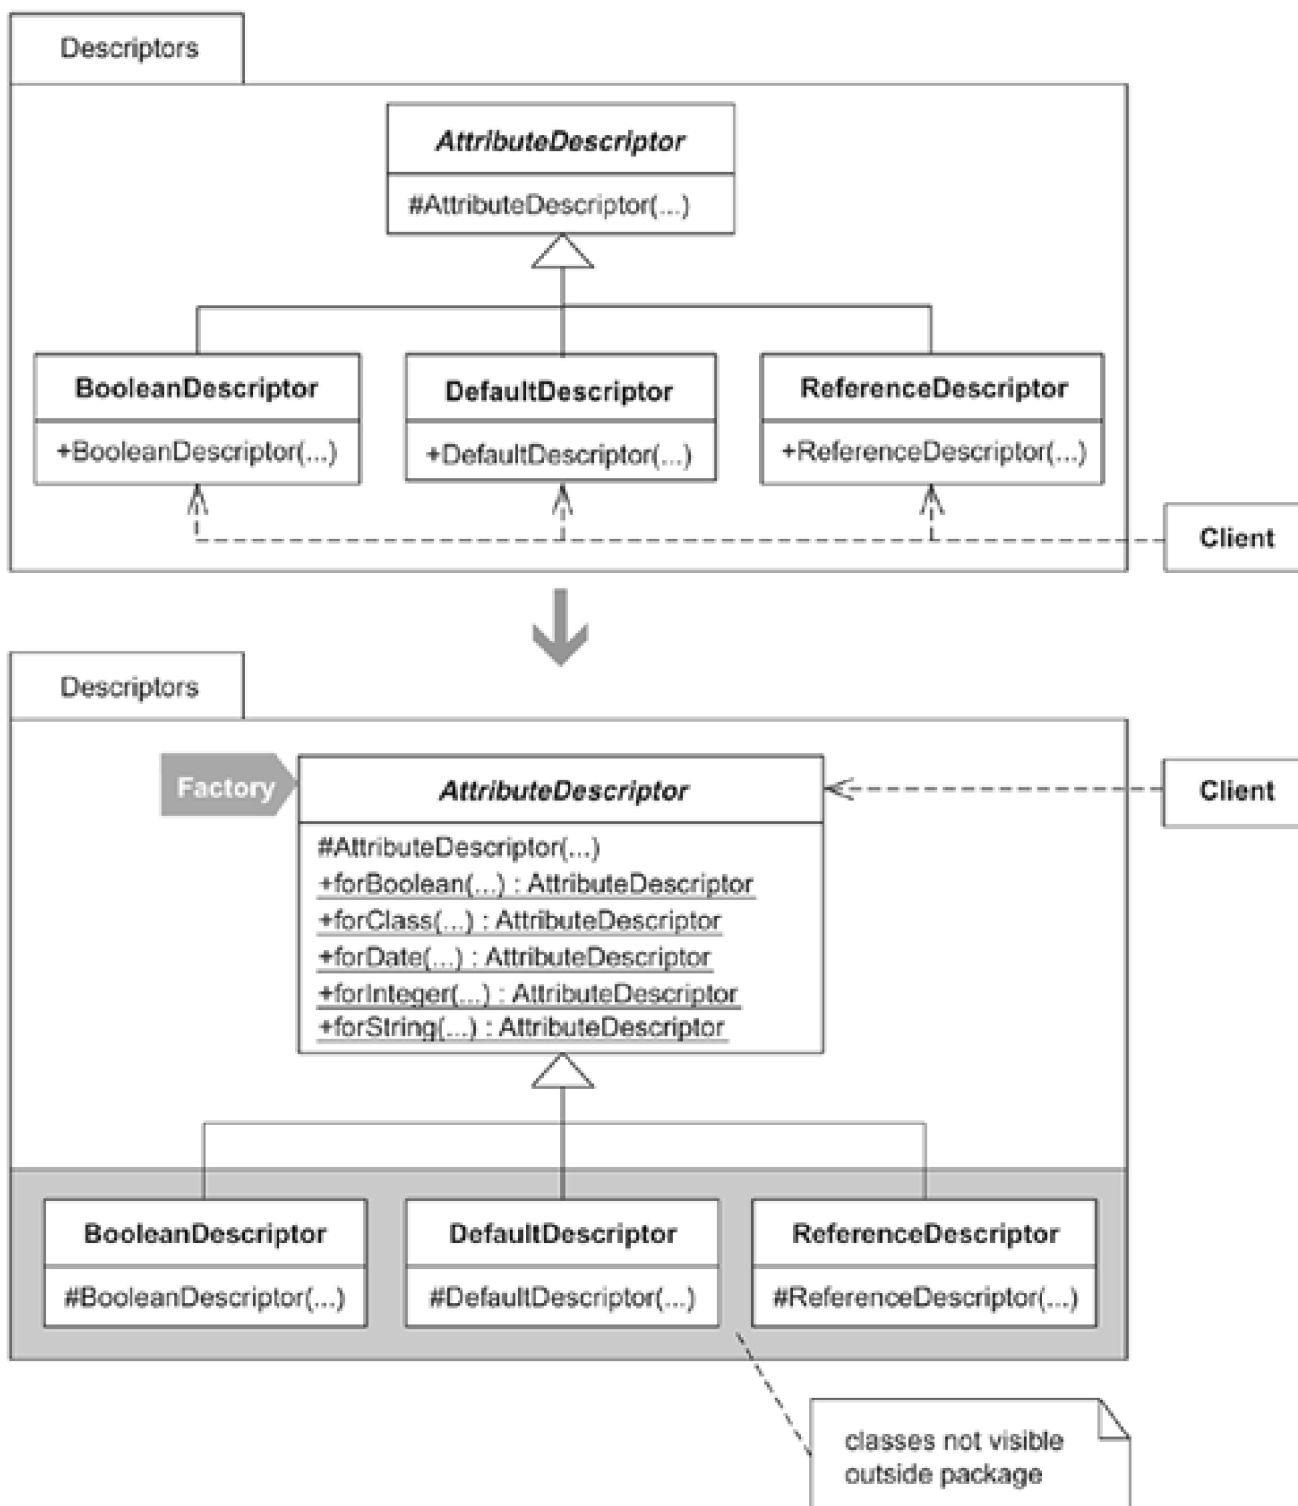 Descriptors
AttributeDescriptor
#AttributeDescriptor(...)
BooleanDescriptor
+BooleanDescriptor(...)
DefaultDescriptor
+DefaultDescriptor(...)
ReferenceDescriptor
+ReferenceDescriptor(...)
Client
Descriptors
Factory
AttributeDescriptor
#AttributeDescriptor(...)
+forBoolean(...) : AttributeDescriptor
+forClass(...) : AttributeDescriptor
+forDate(...) : AttributeDescriptor
+forInteger(...) : AttributeDescriptor
+forString(...) : AttributeDescriptor
Client
BooleanDescriptor
#BooleanDescriptor(...)
DefaultDescriptor
#DefaultDescriptor(...)
ReferenceDescriptor
#ReferenceDescriptor(...)
classes not visible
outside package